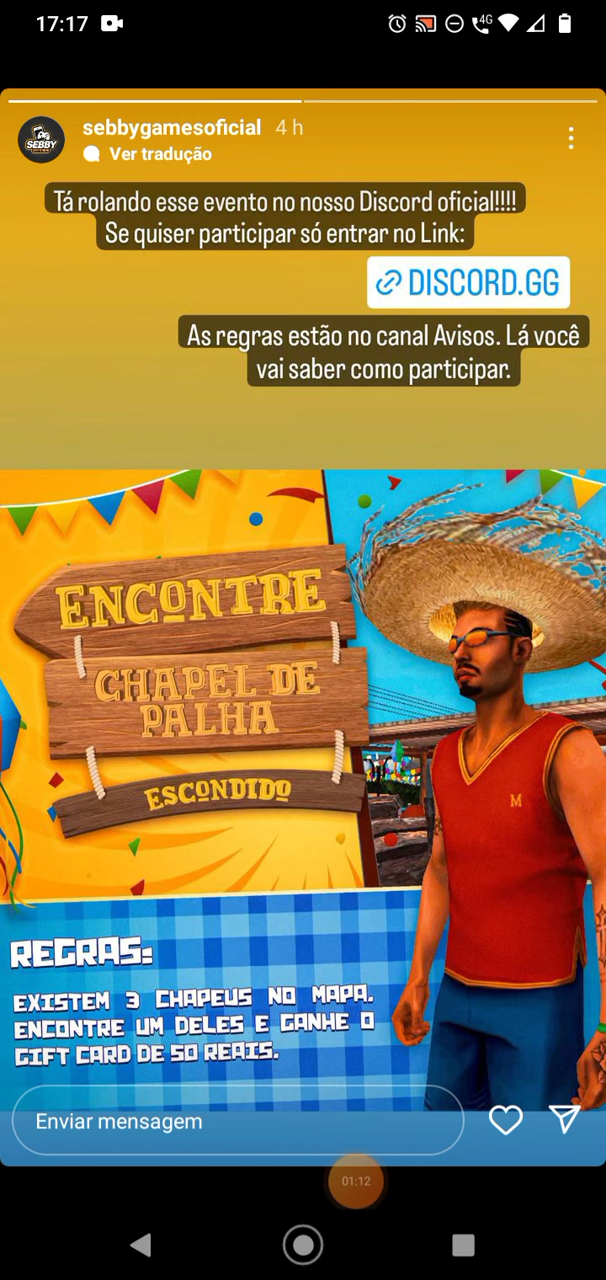 17:17
4G
sebbygamesoficial 4 h
SEBBY
Ver tradução
Tá rolando esse evento no nosso Discord oficial!!!!
Se quiser participar só entrar no Link:
DISCORD.GG
As regras estão no canal Avisos. Lá você
vai saber como participar.
ENCONTRE
CHAPEL DE
PALHA
ESCONDIDO
M
REGRAS:
EXISTEM 3 CHAPEUS NO MAPA.
ENCONTRE UM DELES E GANHE O
GIFT CARD DE 50 REAIS.
Enviar mensagem
01:12